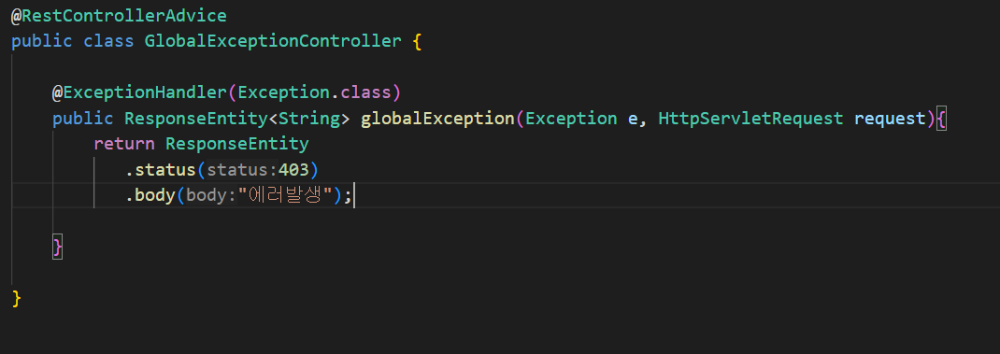 @RestControllerAdvice
public class GlobalExceptionController {
@ExceptionHandler(Exception.class)
public ResponseEntity<String> globalException(Exception e, HttpServletRequest request){
return ResponseEntity
.status(status:403)
.body(body:"에러발생");
}
}